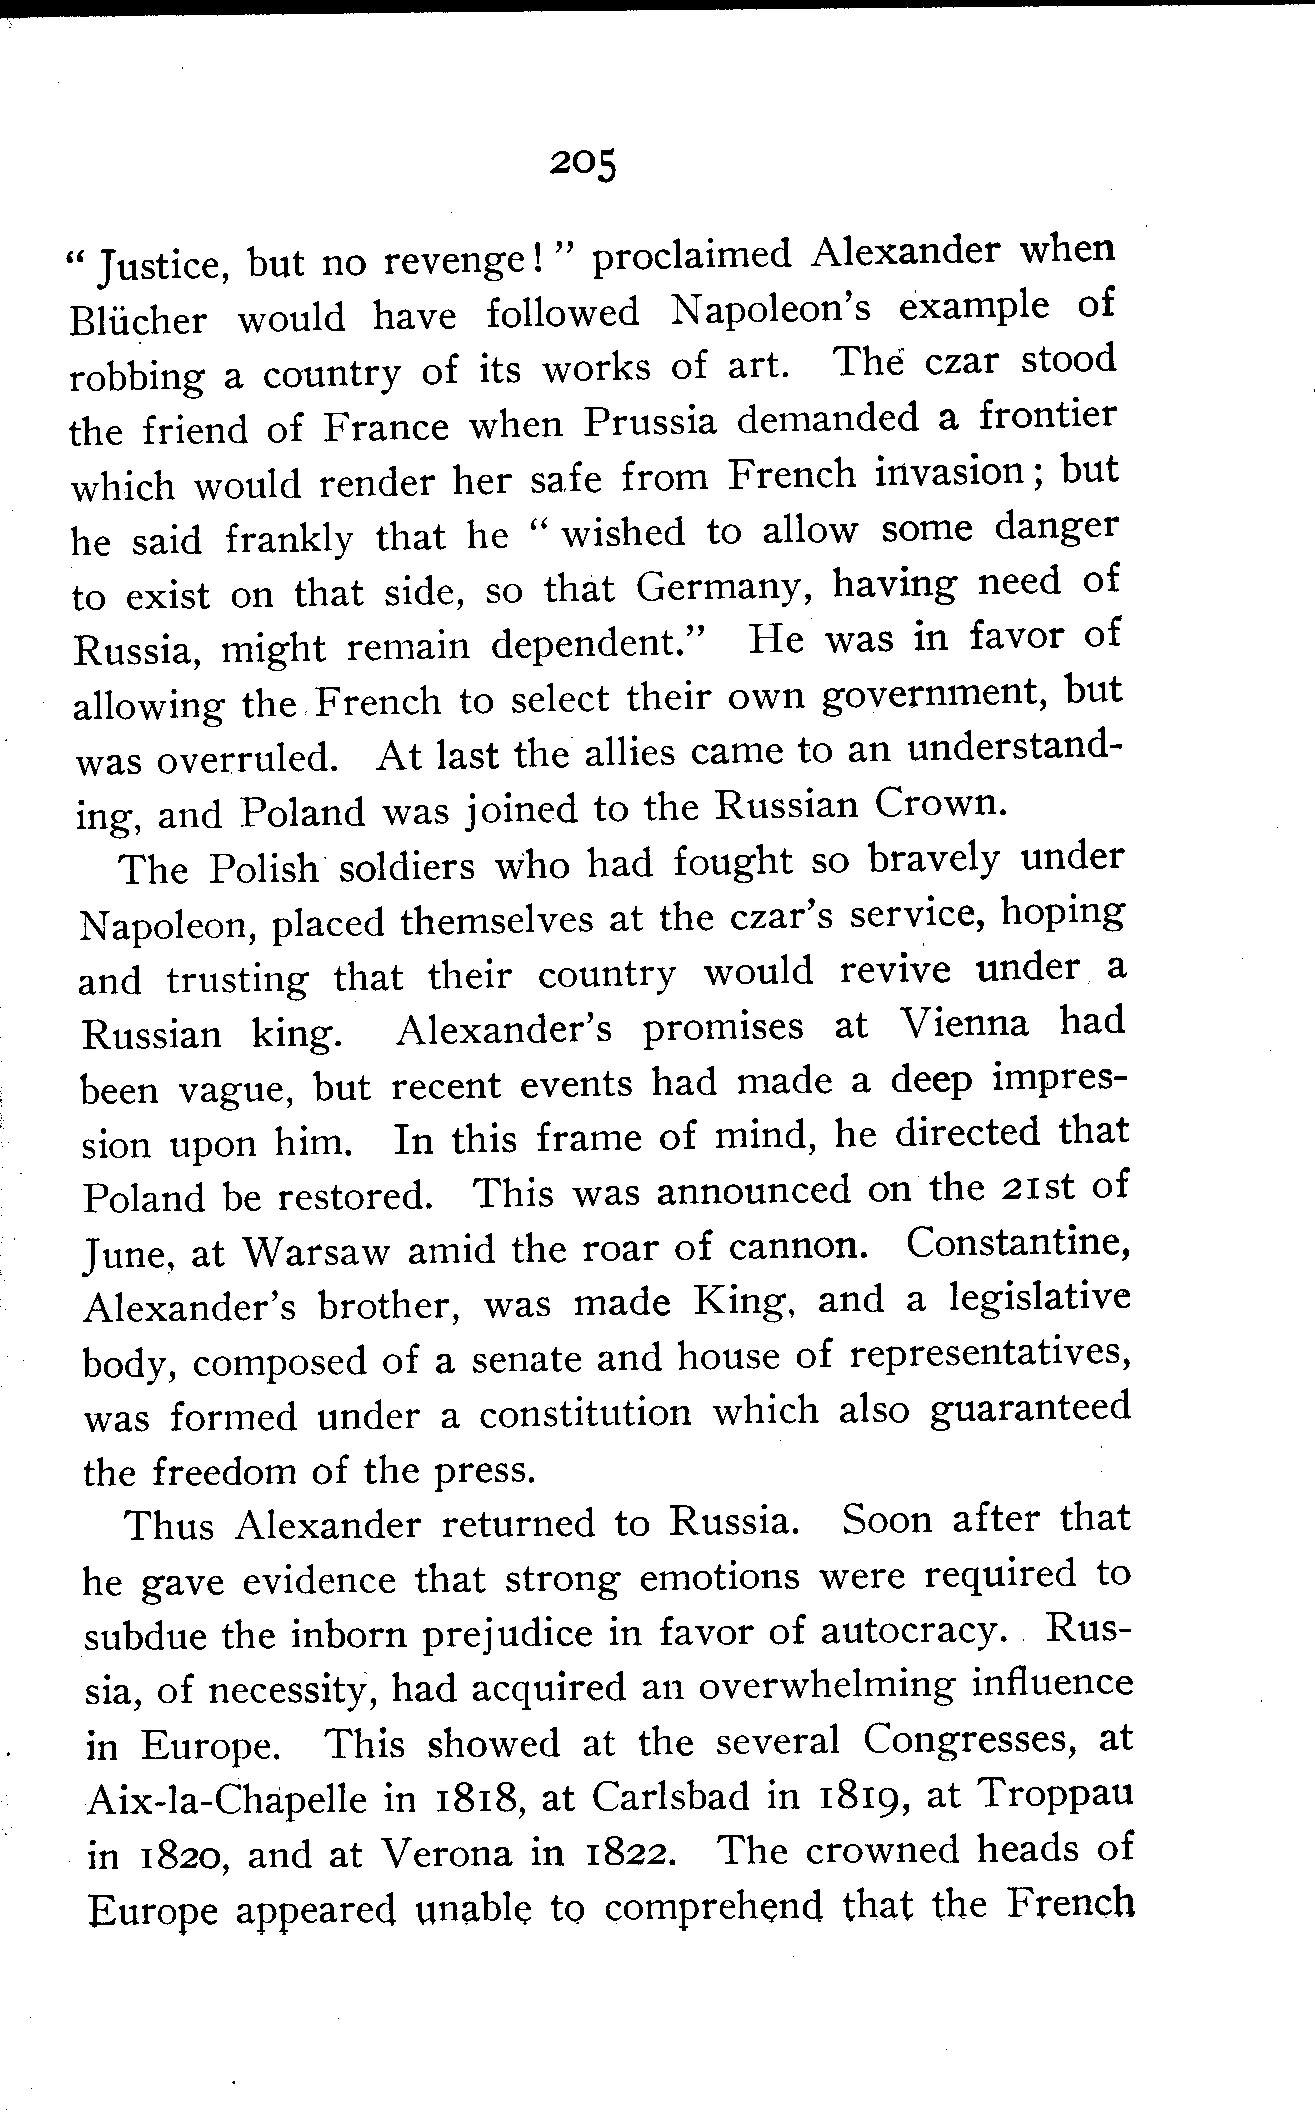 205
“ Justice, but no revenge! ” proclaimed Alexander when
Blücher would have followed Napoleon's example of
robbing a country of its works of art. The czar stood
the friend of France when Prussia demanded a frontier
which would render her safe from French invasion; but
he said frankly that he “ wished to allow some danger
to exist on that side, so that Germany, having need of
Russia, might remain dependent.” He was in favor of
allowing the French to select their own government, but
was overruled. At last the allies came to an understand-
ing, and Poland was joined to the Russian Crown.
The Polish soldiers who had fought so bravely under
Napoleon, placed themselves at the czar's service, hoping
and trusting that their country would revive under a
Russian king. Alexander's promises at Vienna had
been vague, but recent events had made a deep impres-
sion upon him. In this frame of mind, he directed that
Poland be restored. This was announced on the 21st of
June, at Warsaw amid the roar of cannon. Constantine,
Alexander's brother, was made King, and a legislative
body, composed of a senate and house of representatives,
was formed under a constitution which also guaranteed
the freedom of the press.
Thus Alexander returned to Russia. Soon after that
he gave evidence that strong emotions were required to
subdue the inborn prejudice in favor of autocracy. Rus-
sia, of necessity, had acquired an overwhelming influence
in Europe. This showed at the several Congresses, at
Aix-la-Chapelle in 1818, at Carlsbad in 1819, at Troppau
in 1820, and at Verona in 1822. The crowned heads of
Europe appeared unable to comprehend that the French